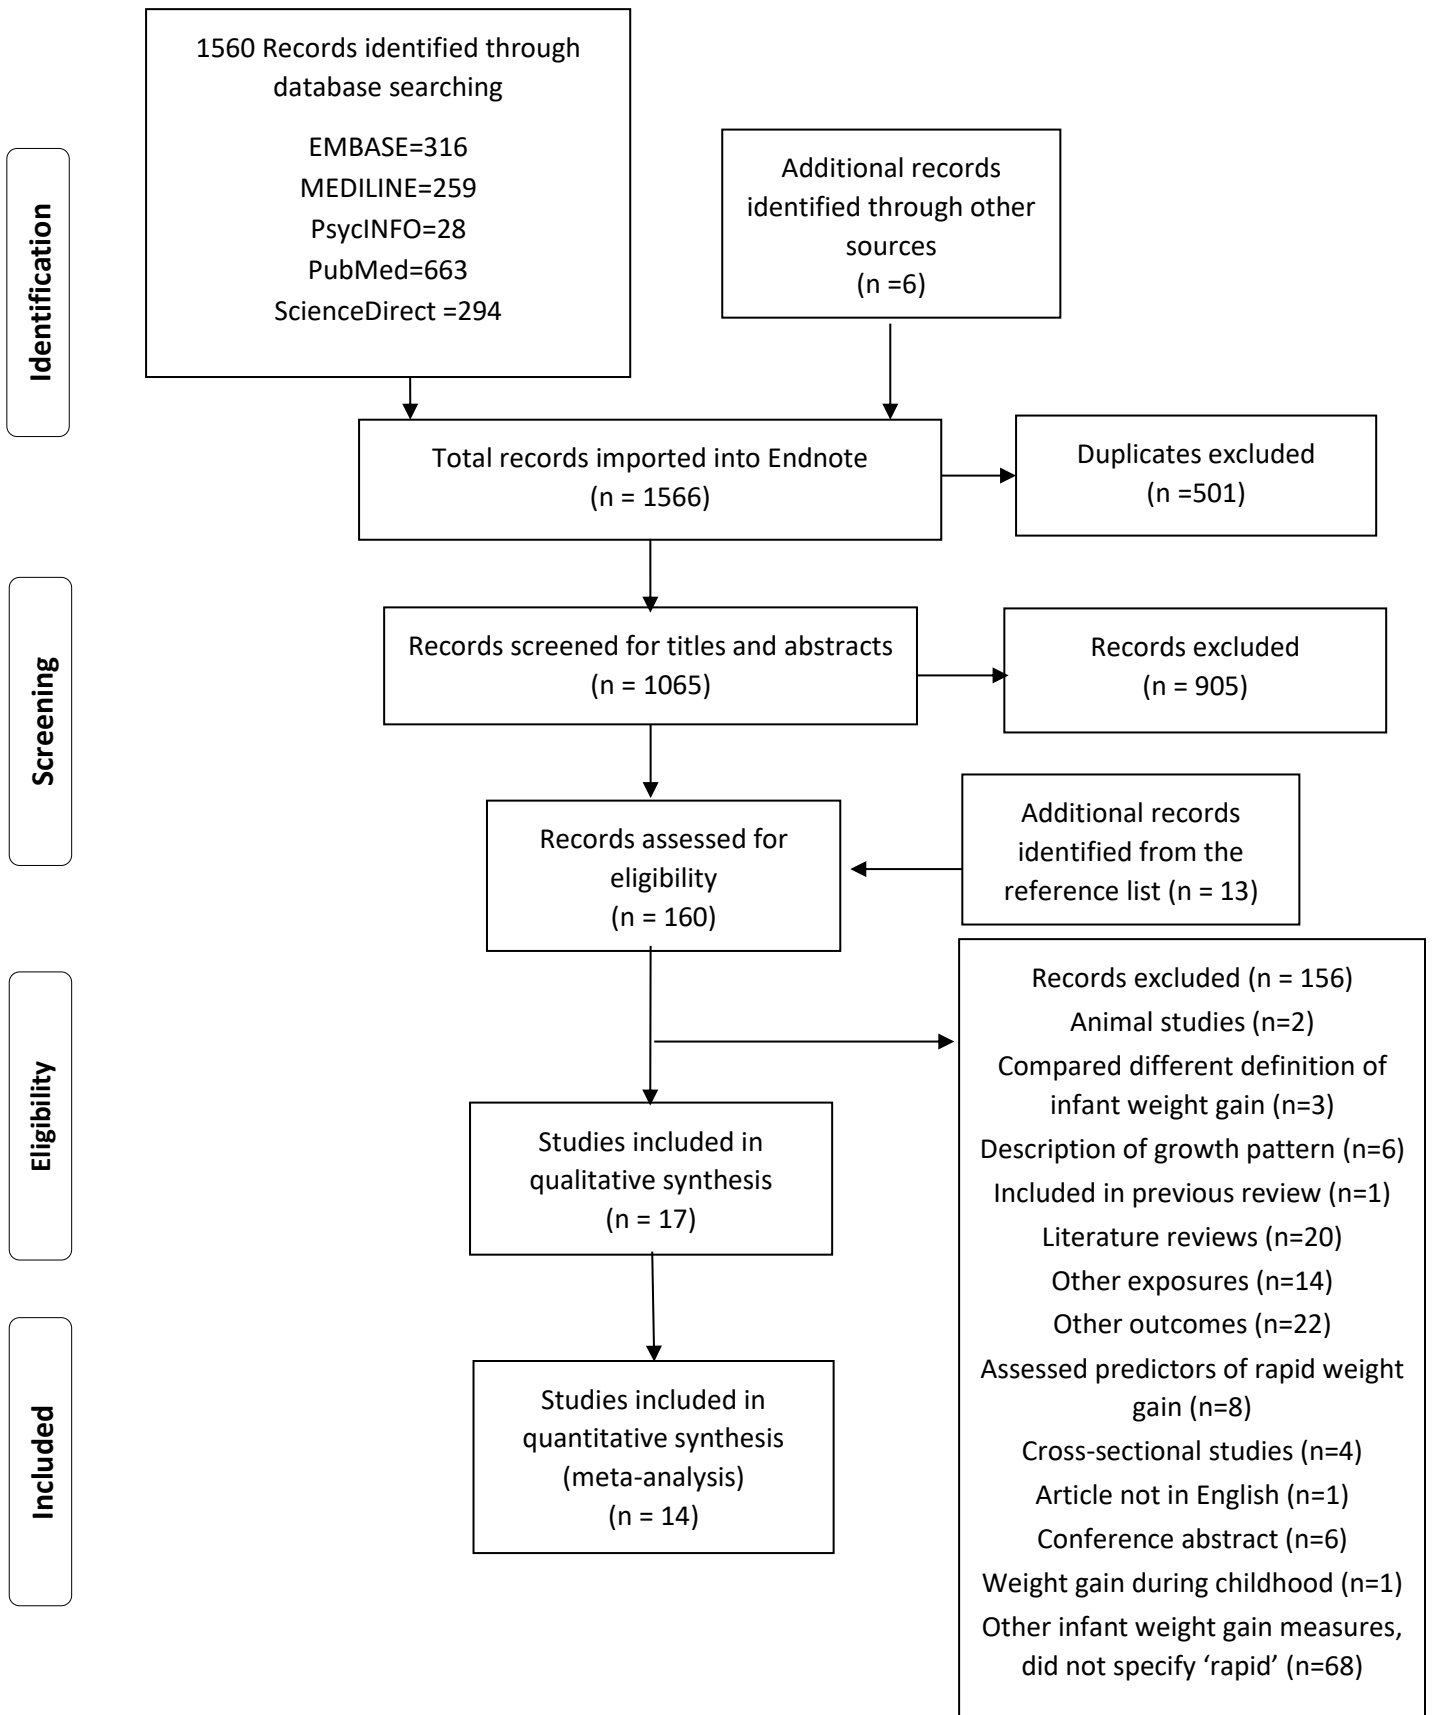 1560 Records identified through
database searching
EMBASE=316
MEDILINE=259
PsycINFO=28
PubMed=663
ScienceDirect =294
Additional records
identified through other
sources
(n =6)
Identification
Total records imported into Endnote
(n = 1566)
Duplicates excluded
(n =501)
Screening
Records screened for titles and abstracts
(n = 1065)
Records excluded
(n = 905)
Records assessed for
eligibility
(n = 160)
Additional records
identified from the
reference list (n = 13)
Eligibility
Records excluded (n = 156)
Animal studies (n=2)
Compared different definition of
infant weight gain (n=3)
Description of growth pattern (n=6)
Included in previous review (n=1)
Literature reviews (n=20)
Other exposures (n=14)
Other outcomes (n=22)
Assessed predictors of rapid weight
gain (n=8)
Cross-sectional studies (n=4)
Article not in English (n=1)
Conference abstract (n=6)
Weight gain during childhood (n=1)
Other infant weight gain measures,
did not specify ‘rapid’ (n=68)
Studies included in
qualitative synthesis
(n = 17)
Included
Studies included in
quantitative synthesis
(meta-analysis)
(n = 14)